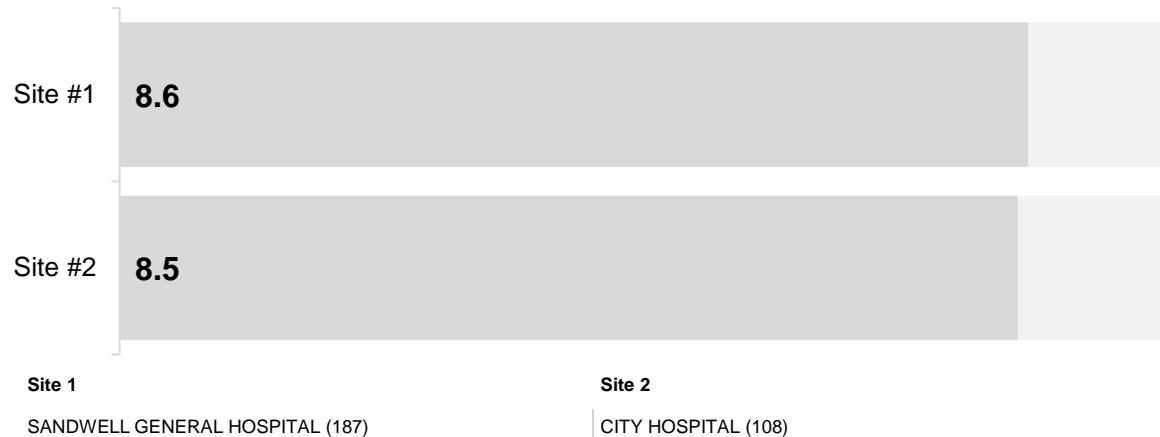 Site #1
8.6
Site #2
8.5
Site 1
Site 2
SANDWELL GENERAL HOSPITAL (187)
CITY HOSPITAL (108)